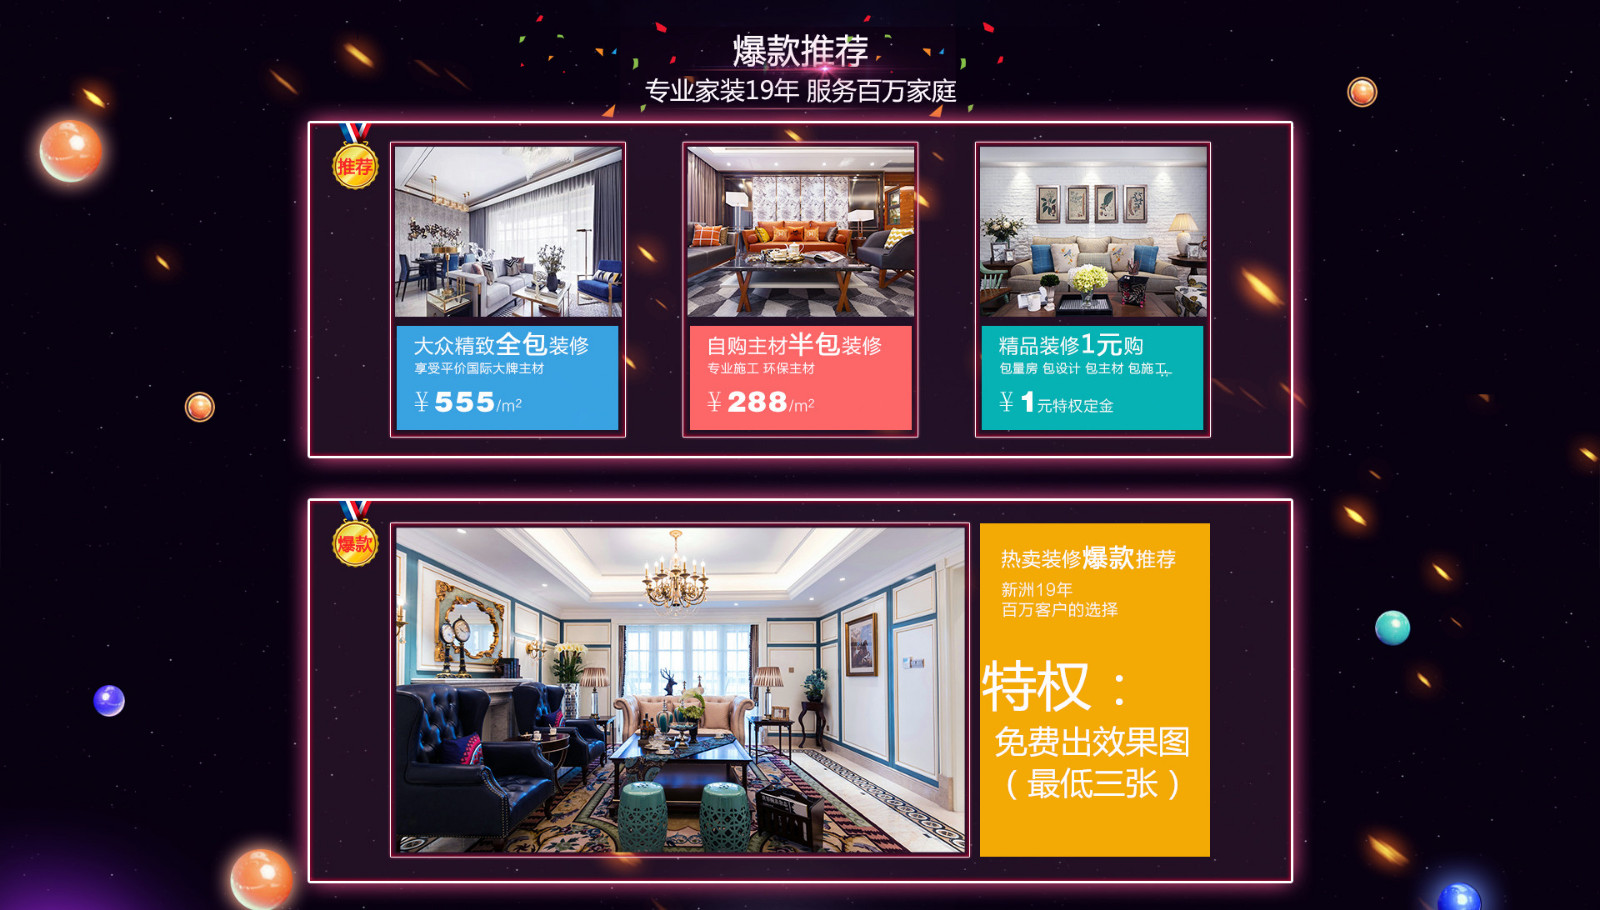 爆款推荐
专业家装19年 服务百万家庭
推荐
大众精致全包装修
享受平价国际大牌主材
¥555/m²
自购主材半包装修
专业施工 环保主材
¥288/m²
精品装修1元购
包量房 包设计 包主材 包施工
¥1元特权定金
爆款
热卖装修爆款推荐
新洲19年
百万客户的选择
特权：
免费出效果图
（最低三张）